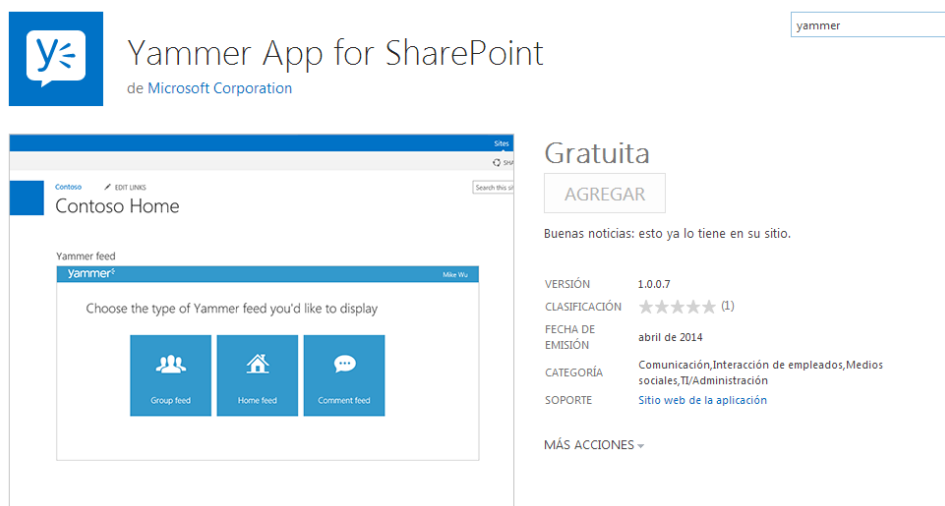 yammer
Yammer App for SharePoint
de Microsoft Corporation
Sites
SHA
Contoso
EDIT LINKS
Search this si
Contoso Home
Yammer feed
yammer
Mike Wu
Choose the type of Yammer feed you'd like to display
Group feed
Home feed
Comment feed
Gratuita
AGREGAR
Buenas noticias: esto ya lo tiene en su sitio.
VERSIÓN 1.0.0.7
CLASIFICACIÓN (1)
FECHA DE
EMISIÓN
abril de 2014
CATEGORÍA
Comunicación,Interacción de empleados,Medios
sociales,TI/Administración
SOPORTE Sitio web de la aplicación
MÁS ACCIONES